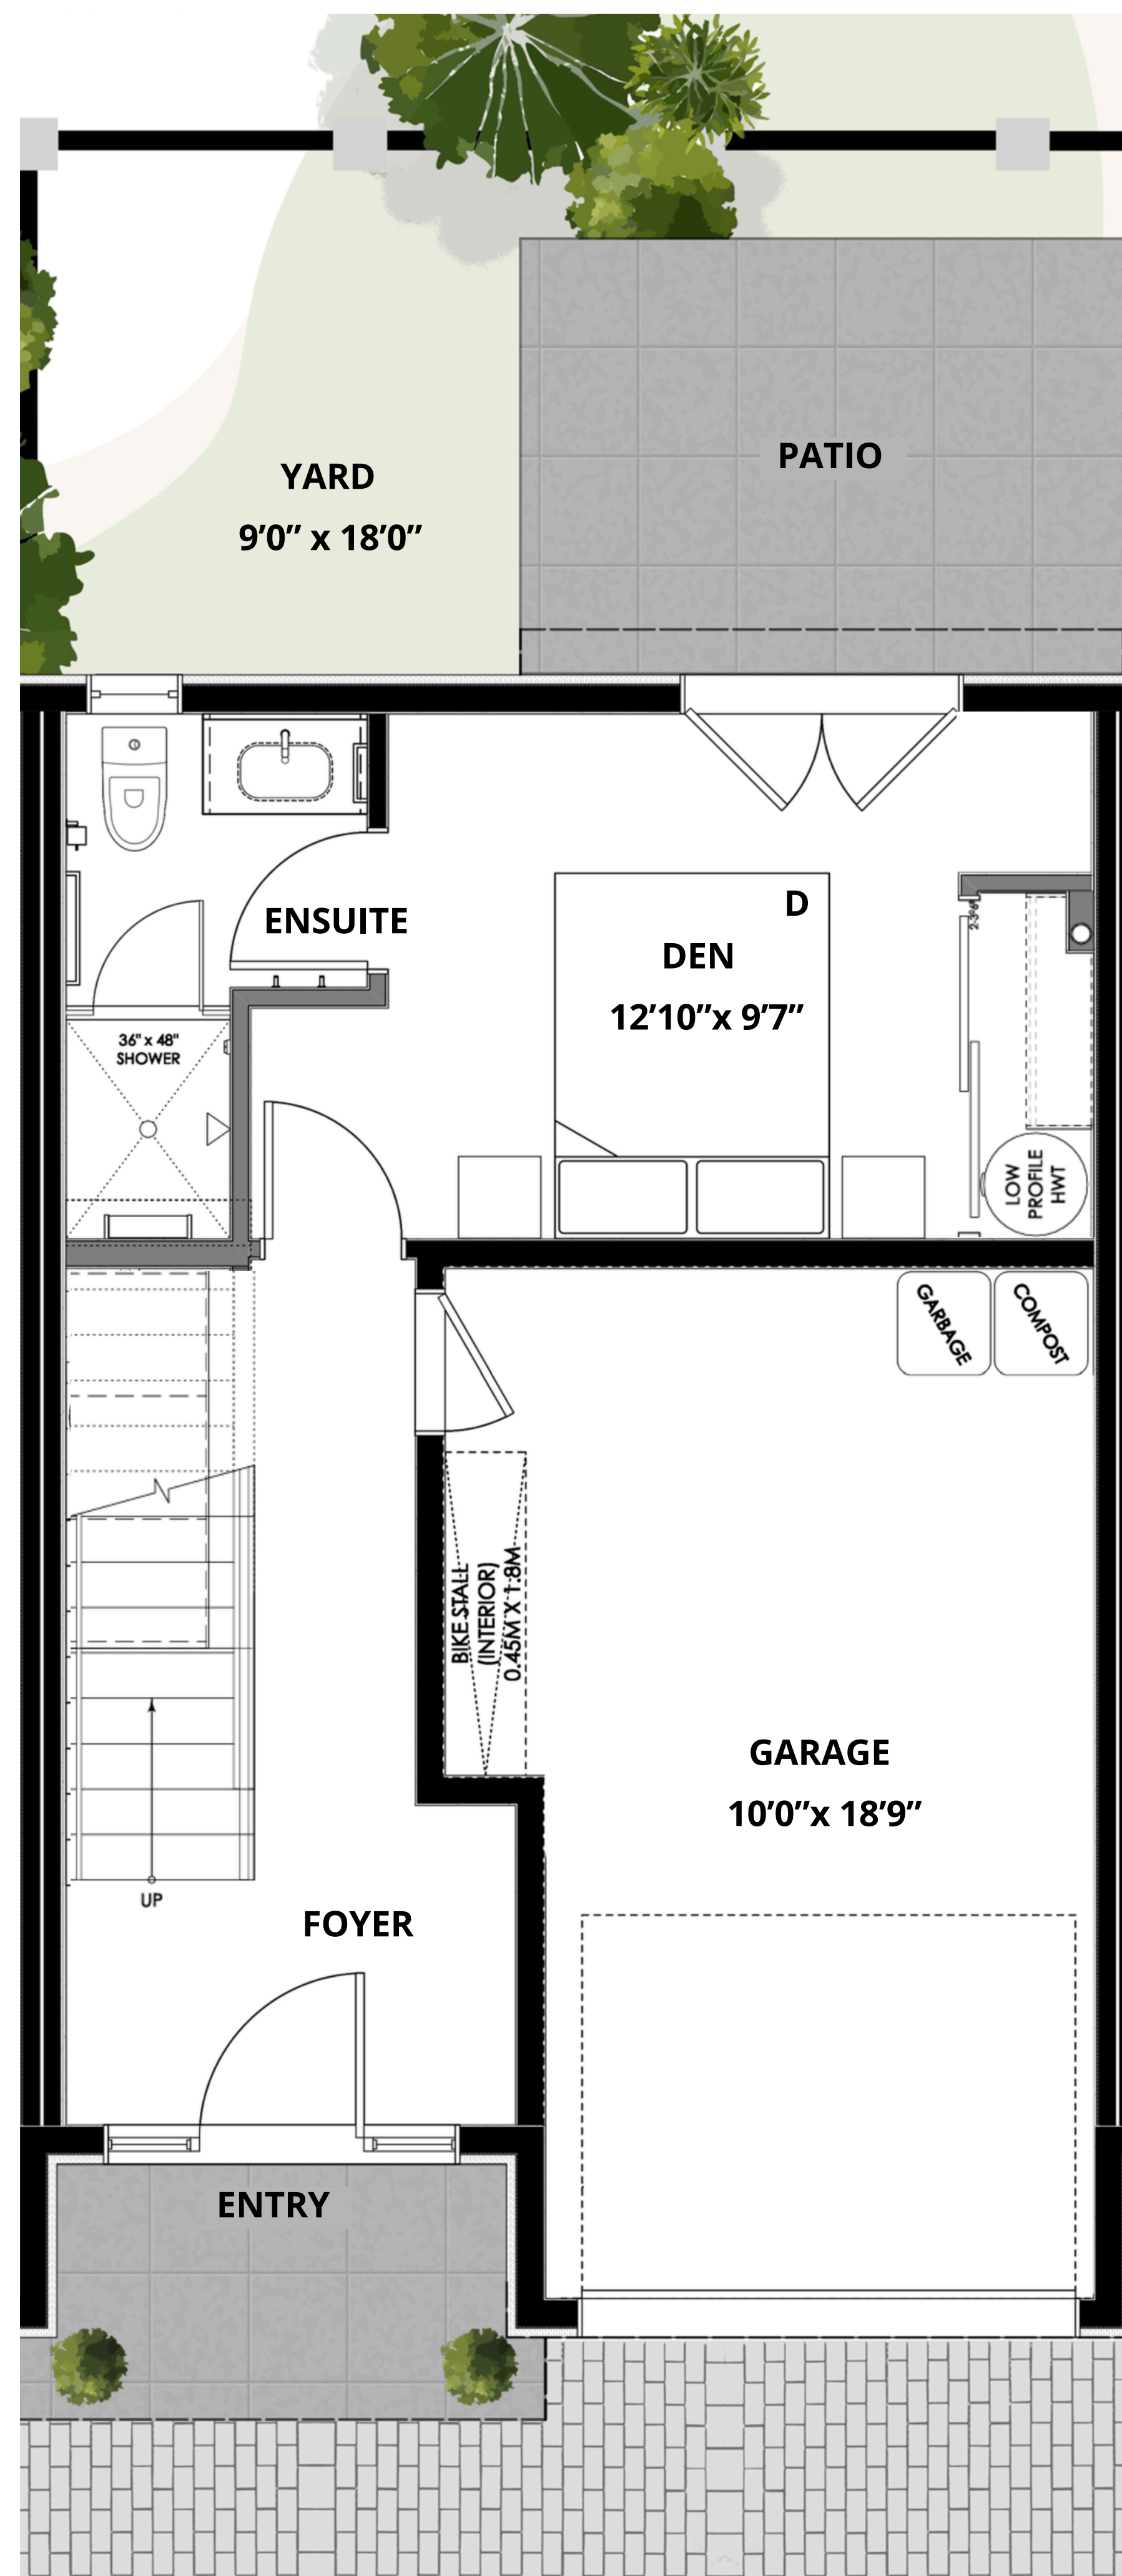 YARD
9’0” x 18’0”
PATIO
ENSUITE
D
DEN
12’10”x 9’7”
36" x 48"
SHOWER
LOW
PROFILE
HWT
GARBAGE
COMPOST
BIKE STALL
(INTERIOR)
0.45M X 1.8M
GARAGE
10’0”x 18’9”
UP
FOYER
ENTRY